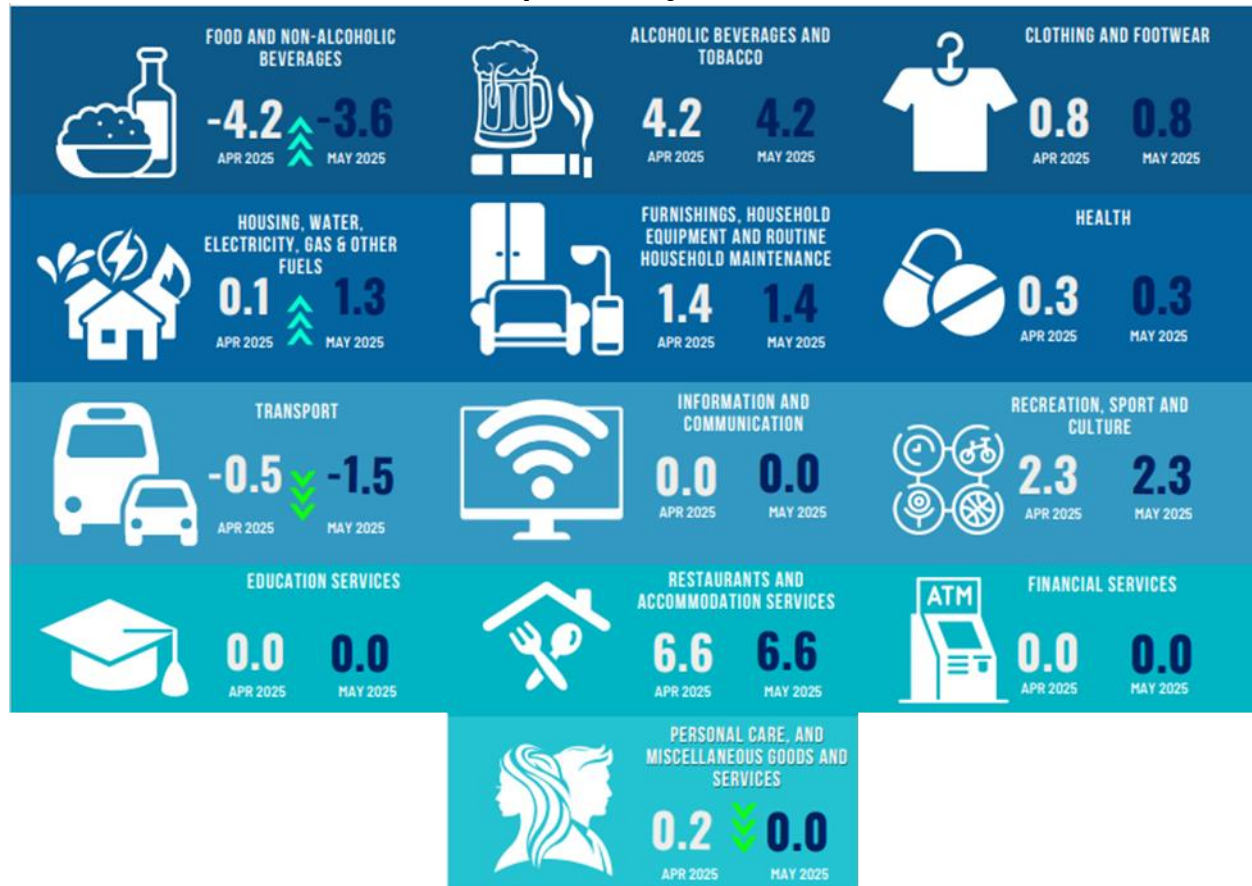 FOOD AND NON-ALCOHOLIC
BEVERAGES
-4.2 -3.6
APR 2025 MAY 2025
ALCOHOLIC BEVERAGES AND
TOBACCO
4.2 4.2
APR 2025 MAY 2025
CLOTHING AND FOOTWEAR
0.8 0.8
APR 2025 MAY 2025
HOUSING, WATER,
ELECTRICITY, GAS & OTHER
FUELS
0.1 1.3
APR 2025 MAY 2025
FURNISHINGS, HOUSEHOLD
EQUIPMENT AND ROUTINE
HOUSEHOLD MAINTENANCE
1.4 1.4
APR 2025 MAY 2025
HEALTH
0.3 0.3
APR 2025 MAY 2025
TRANSPORT
-0.5 -1.5
APR 2025 MAY 2025
INFORMATION AND
COMMUNICATION
0.0 0.0
APR 2025 MAY 2025
RECREATION, SPORT AND
CULTURE
2.3 2.3
APR 2025 MAY 2025
EDUCATION SERVICES
0.0 0.0
APR 2025 MAY 2025
RESTAURANTS AND
ACCOMMODATION SERVICES
6.6 6.6
APR 2025 MAY 2025
ATM
FINANCIAL SERVICES
0.0 0.0
APR 2025 MAY 2025
PERSONAL CARE, AND
MISCELLANEOUS GOODS AND
SERVICES
0.2 0.0
APR 2025 MAY 2025